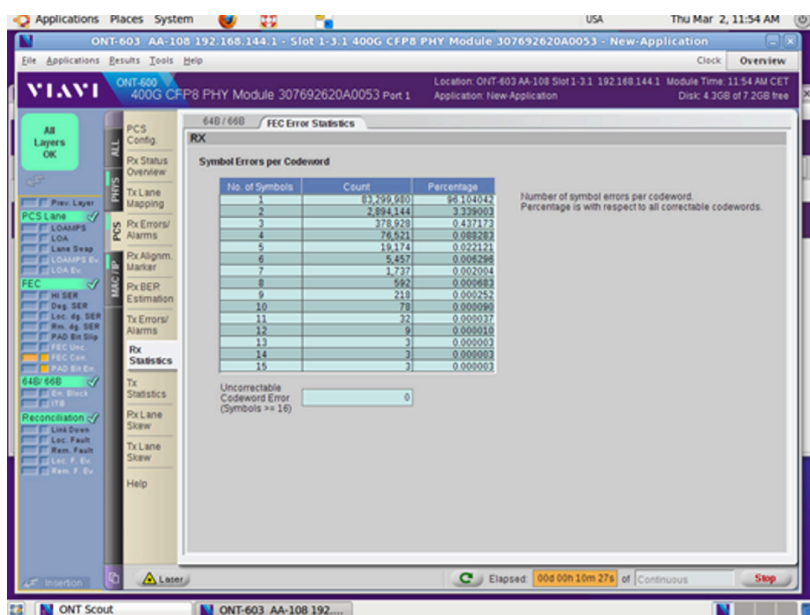 Applications Places System USA Thu Mar 2, 11:54 AM
ONT-603 AA-108 192.168.144.1 - Slot 1-3.1 400G CFP8 PHY Module 307692620A0053 - New-Application
File Applications Results Tools Help Clock Overview
VIAVI ONT-600 400G CFP8 PHY Module 307692620A0053 Port 1
Location: ONT-603 AA-108 Slot 1-3.1 192.168.144.1 Module Time: 11:54 AM CET
Application: New-Application Disk: 4.3GB of 7.2GB free
All Layers OK
Prev. Layer
PCS Lane
LOAMPS
LOA
Lane Swap
LOAMPS Ev.
LOA Ev.
FEC
HI SER
Deg. SER
Loc. dg. SER
Rm. dg. SER
PAD Bit Slip
FEC Unc.
FEC Corr.
PAD Bit Err.
64B/ 66B
Err. Block
ITB
Reconciliation
Link Down
Loc. Fault
Rem. Fault
Loc. F. Ev.
Rem. F. Ev.
Insertion
ALL
PHYS
PCS
MAC / IP
PCS Config.
Rx Status Overview
Tx Lane Mapping
Rx Errors/ Alarms
Rx Alignm. Marker
Rx BER Estimation
Tx Errors/ Alarms
Rx Statistics
Tx Statistics
Rx Lane Skew
Tx Lane Skew
Help
Laser
64B / 66B FEC Error Statistics
RX
Symbol Errors per Codeword
No. of Symbols Count Percentage
1 83,299,980 96.104042
2 2,894,144 3.339003
3 378,928 0.437173
4 76,521 0.088283
5 19,174 0.022121
6 5,457 0.006296
7 1,737 0.002004
8 592 0.000683
9 218 0.000252
10 78 0.000090
11 32 0.000037
12 9 0.000010
13 3 0.000003
14 3 0.000003
15 3 0.000003
Number of symbol errors per codeword.
Percentage is with respect to all correctable codewords.
Uncorrectable
Codeword Error 0
(Symbols >= 16)
Elapsed: 00d 00h 10m 27s of Continuous Stop
ONT Scout ONT-603 AA-108 192....